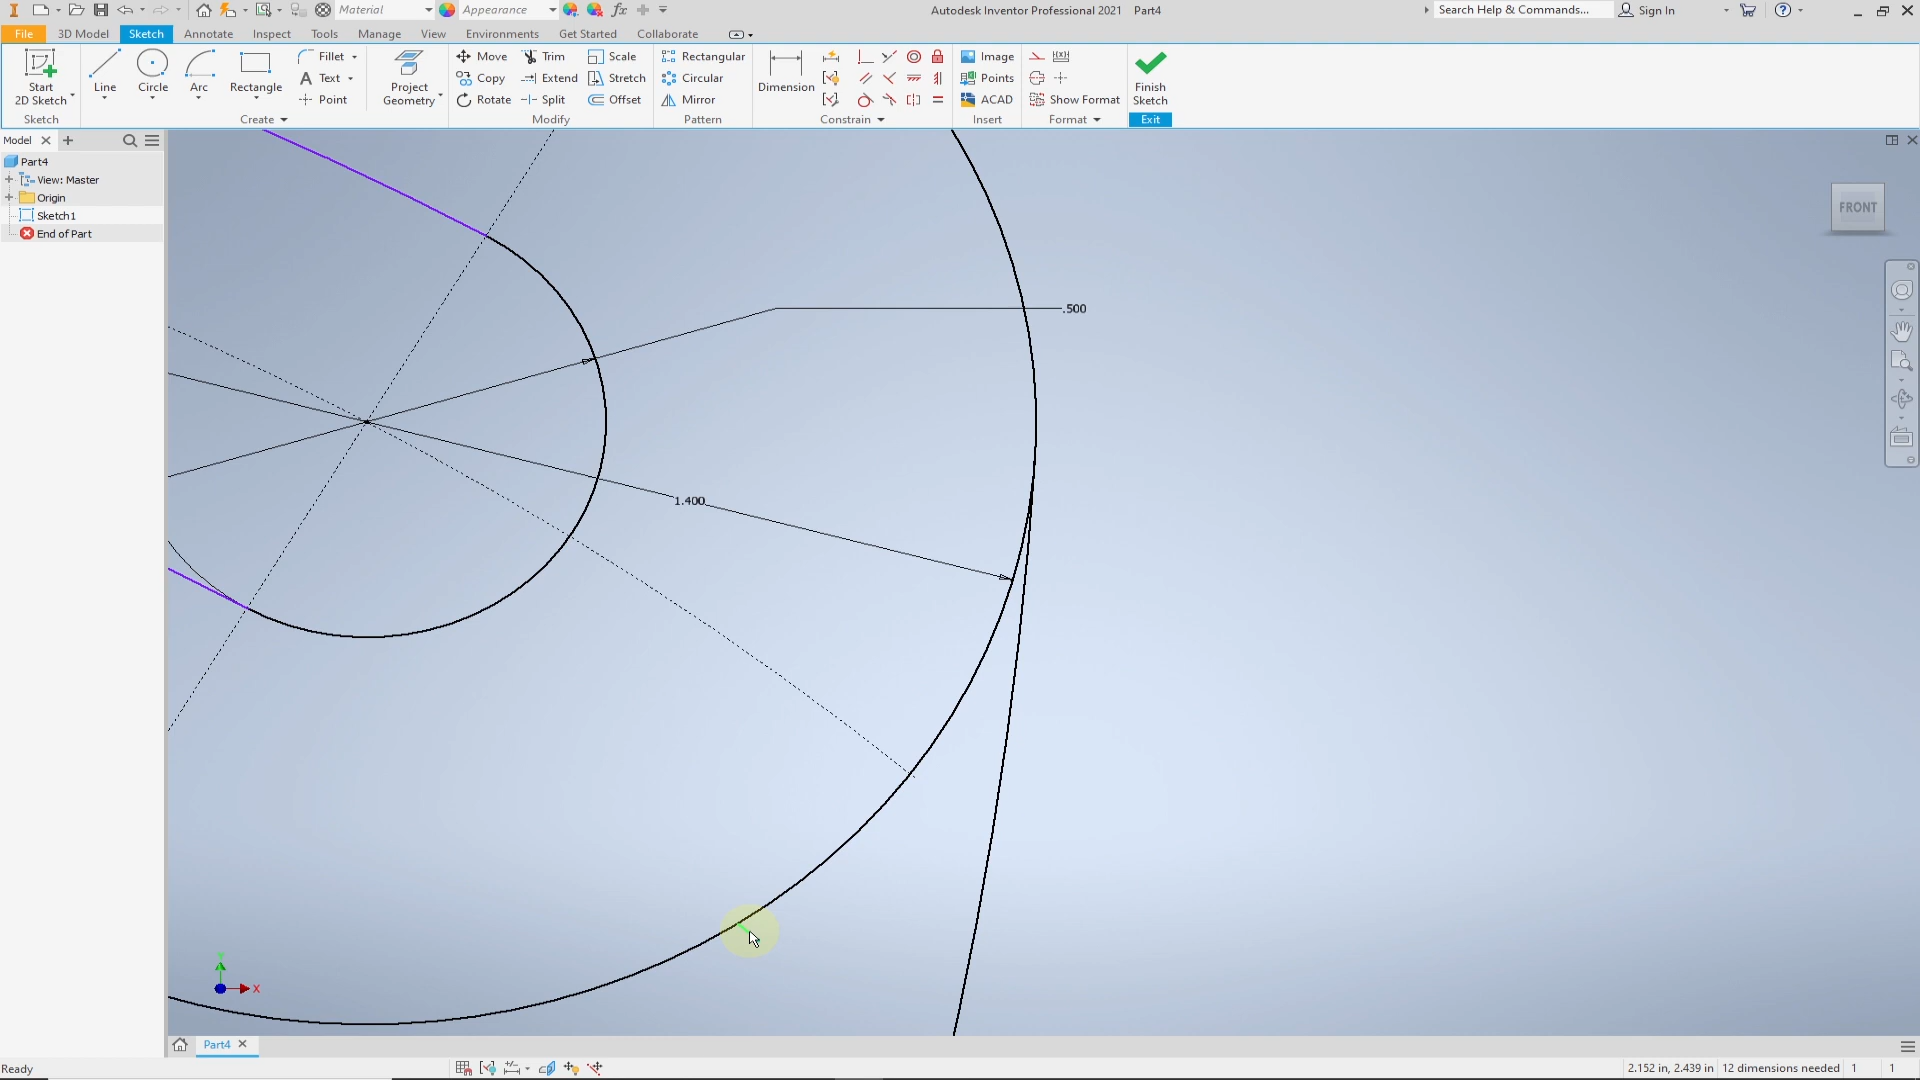 Material
Appearance
fx
Autodesk Inventor Professional 2021 Part4
Search Help & Commands...
Sign In
File 3D Model Sketch Annotate Inspect Tools Manage View Environments Get Started Collaborate
Start
2D Sketch
Line
Circle
Arc
Rectangle
Fillet
A Text
Point
Project
Geometry
Move
Copy
Rotate
Trim
Extend
Split
Scale
Stretch
Offset
Rectangular
Circular
Mirror
Dimension
Image
Points
ACAD
Show Format
Finish
Sketch
Sketch Create Modify Pattern Constrain Insert Format Exit
Model
Part4
View: Master
Origin
Sketch1
End of Part
FRONT
.500
1.400
X
Part4
Ready
2.152 in, 2.439 in 12 dimensions needed 1 1